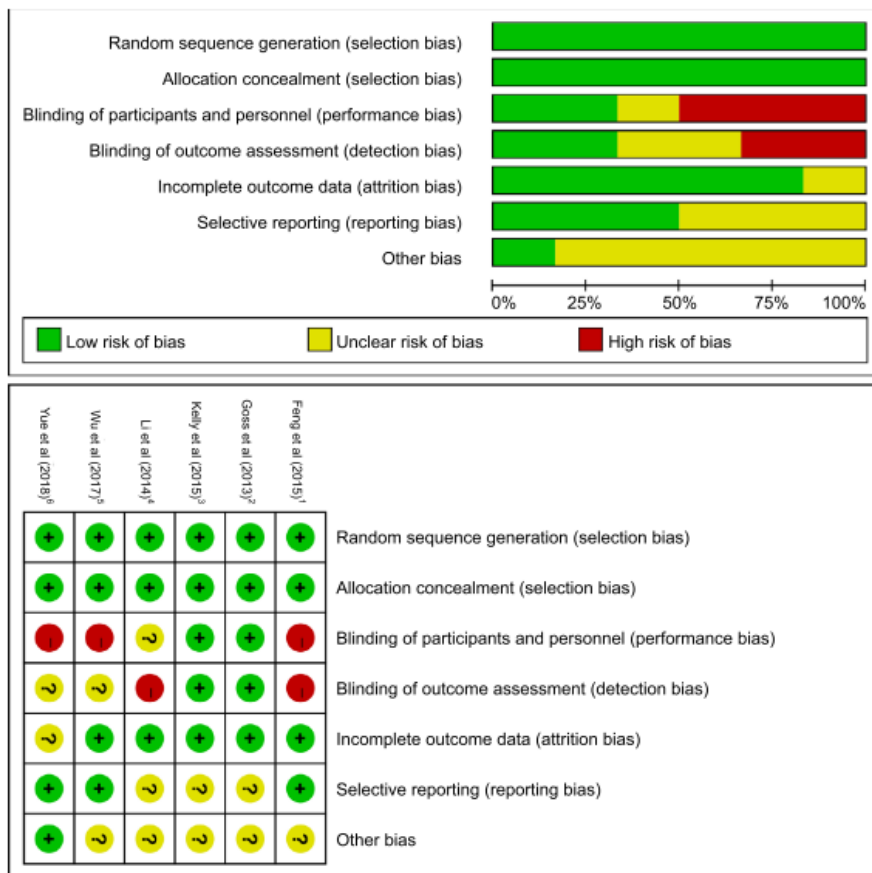 Random sequence generation (selection bias)
Allocation concealment (selection bias)
Blinding of participants and personnel (performance bias)
Blinding of outcome assessment (detection bias)
Incomplete outcome data (attrition bias)
Selective reporting (reporting bias)
Other bias
0% 25% 50% 75% 100%
Low risk of bias Unclear risk of bias High risk of bias
Yue et al (2018)⁶
Wu et al (2017)⁵
Li et al (2014)⁴
Kelly et al (2015)³
Goss et al (2013)²
Feng et al (2015)¹
+ + + + + + Random sequence generation (selection bias)
+ + + + + + Allocation concealment (selection bias)
– – ? + + – Blinding of participants and personnel (performance bias)
? ? – + + – Blinding of outcome assessment (detection bias)
? + + + + + Incomplete outcome data (attrition bias)
+ + ? ? ? + Selective reporting (reporting bias)
+ ? ? ? ? ? Other bias